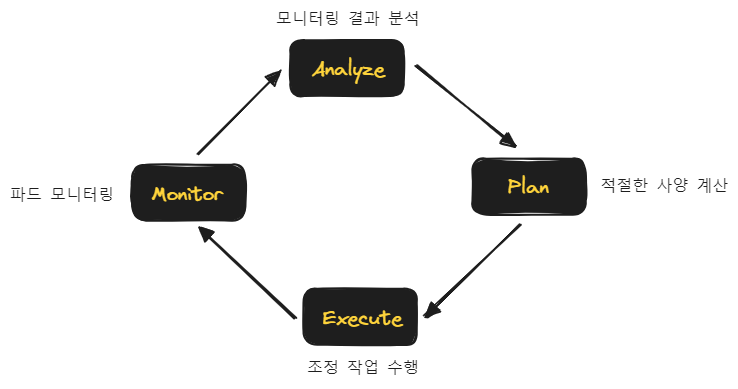 모니터링 결과 분석
Analyze
파드 모니터링
Monitor
Plan
적절한 사양 계산
Execute
조정 작업 수행